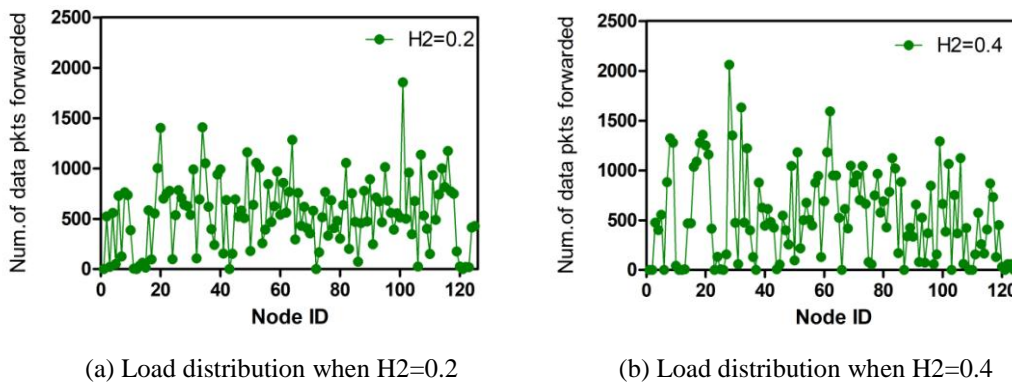 Num.of data pkts forwarded
2500
2000
1500
1000
500
0
H2=0.2
0 20 40 60 80 100 120
Node ID
(a) Load distribution when H2=0.2
Num.of data pkts forwarded
2500
2000
1500
1000
500
0
H2=0.4
0 20 40 60 80 100 120
Node ID
(b) Load distribution when H2=0.4